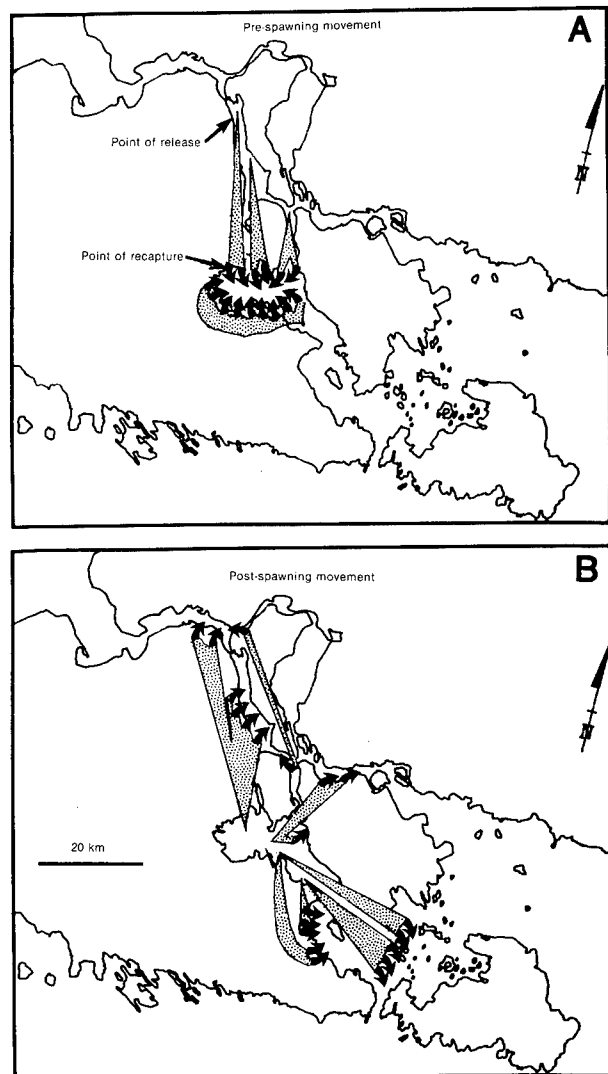 Pre-spawning movement
A
Point of release
N
Point of recapture
Post-spawning movement
B
N
20 km